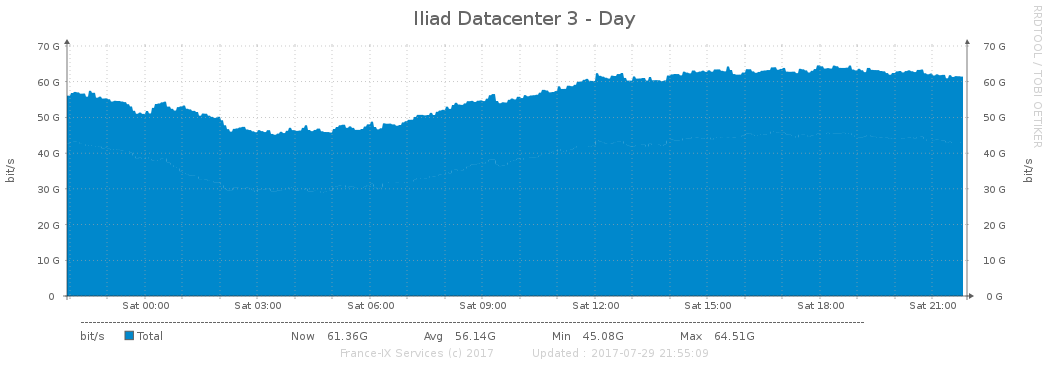 Iliad Datacenter 3 - Day
RRDTOOL / TOBI OETIKER
bit/s
70 G
60 G
50 G
40 G
30 G
20 G
10 G
0
70 G
60 G
50 G
40 G
30 G
20 G
10 G
0 G
bit/s
Sat 00:00 Sat 03:00 Sat 06:00 Sat 09:00 Sat 12:00 Sat 15:00 Sat 18:00 Sat 21:00
bit/s Total Now 61.36G Avg 56.14G Min 45.08G Max 64.51G
France-IX Services (c) 2017 Updated : 2017-07-29 21:55:09